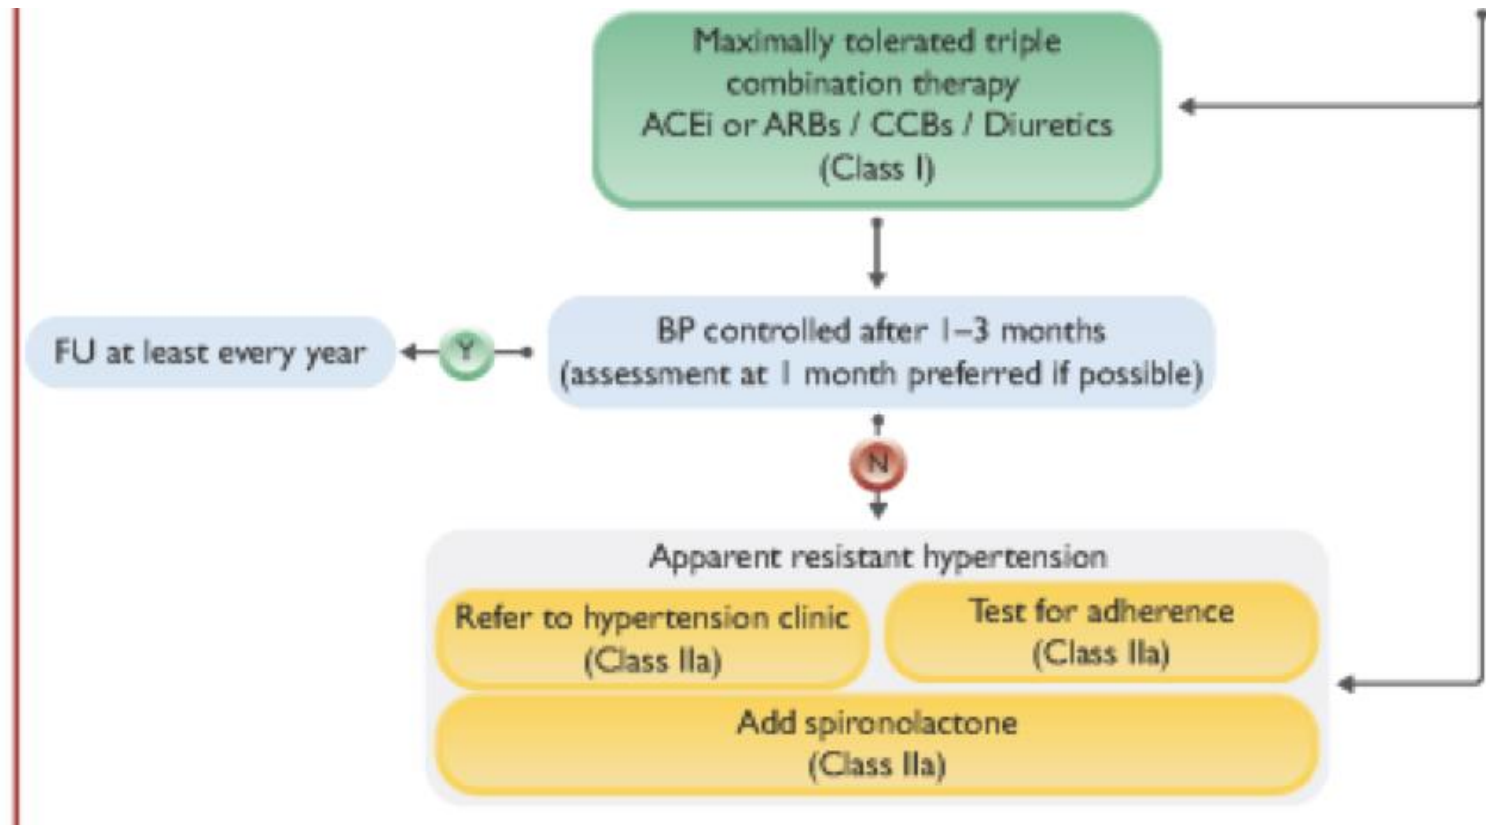 Maximally tolerated triple
combination therapy
ACEi or ARBs / CCBs / Diuretics
(Class I)
BP controlled after 1–3 months
(assessment at 1 month preferred if possible)
Y
FU at least every year
N
Apparent resistant hypertension
Refer to hypertension clinic
(Class IIa)
Test for adherence
(Class IIa)
Add spironolactone
(Class IIa)